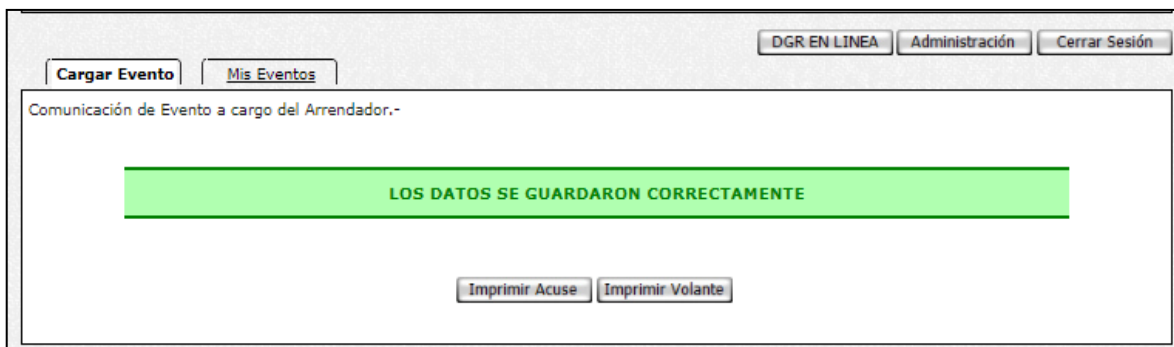 DGR EN LINEA Administración Cerrar Sesión
Cargar Evento Mis Eventos
Comunicación de Evento a cargo del Arrendador.-
LOS DATOS SE GUARDARON CORRECTAMENTE
Imprimir Acuse Imprimir Volante